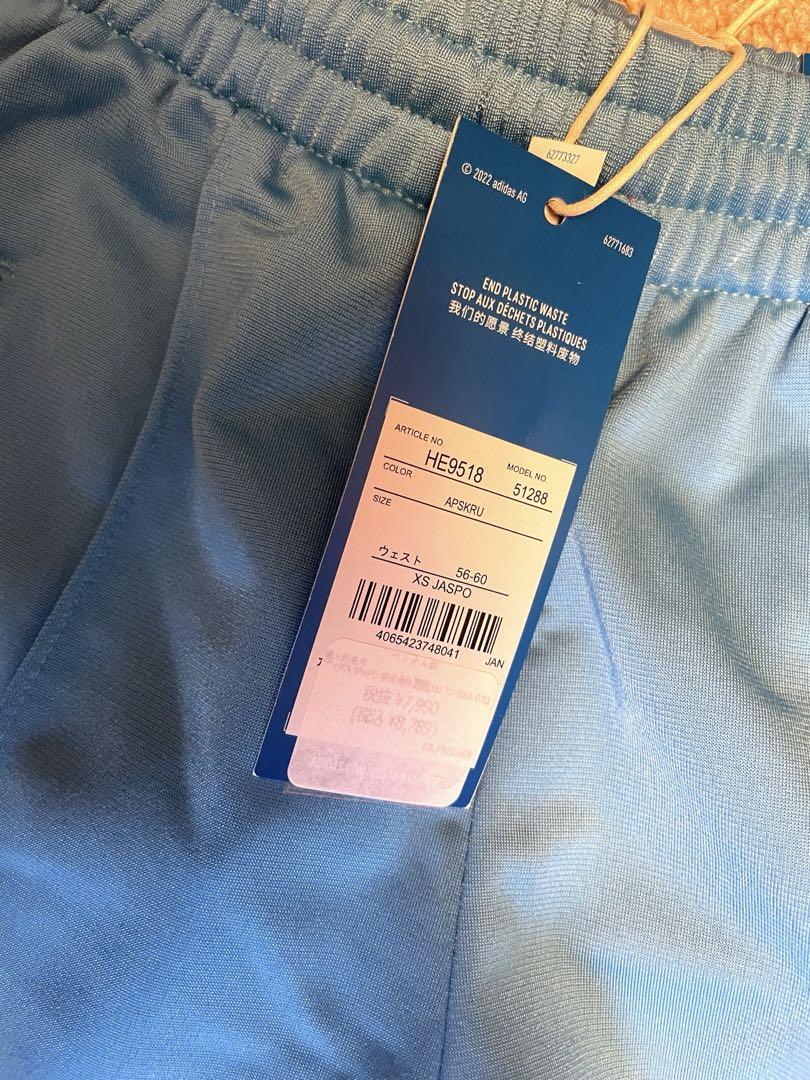 62773327
© 2022 adidas AG
62771683
END PLASTIC WASTE
STOP AUX DÉCHETS PLASTIQUES
我们的愿景 终结塑料废物
ARTICLE NO.
HE9518
MODEL NO.
51288
COLOR
APSKRU
SIZE
ウェスト 56-60
XS JASPO
4065423748041 JAN
税抜 ¥7,990
(税込 ¥8,789)